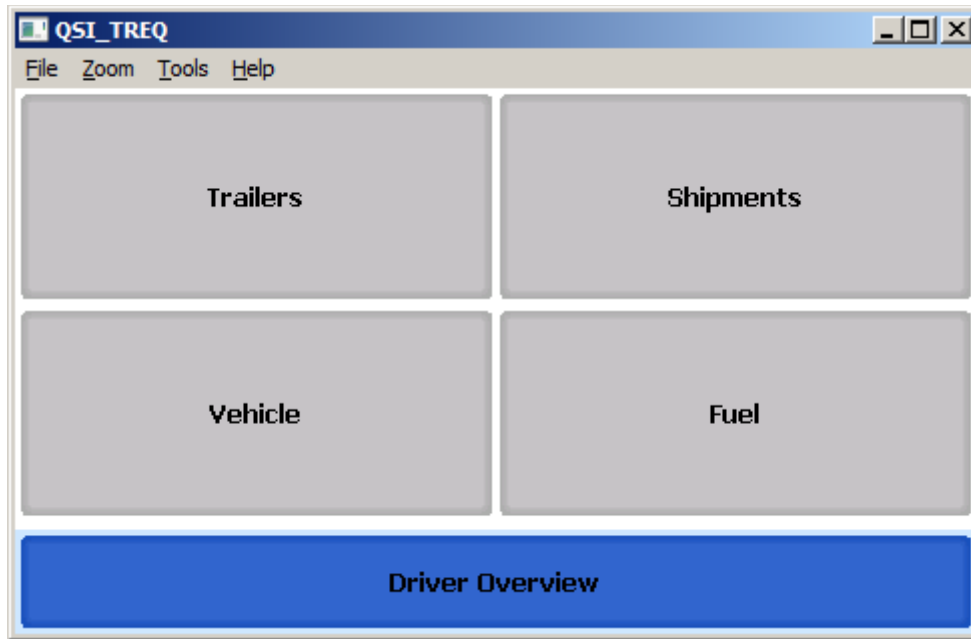 QSI_TREQ
File Zoom Tools Help
Trailers Shipments
Vehicle Fuel
Driver Overview